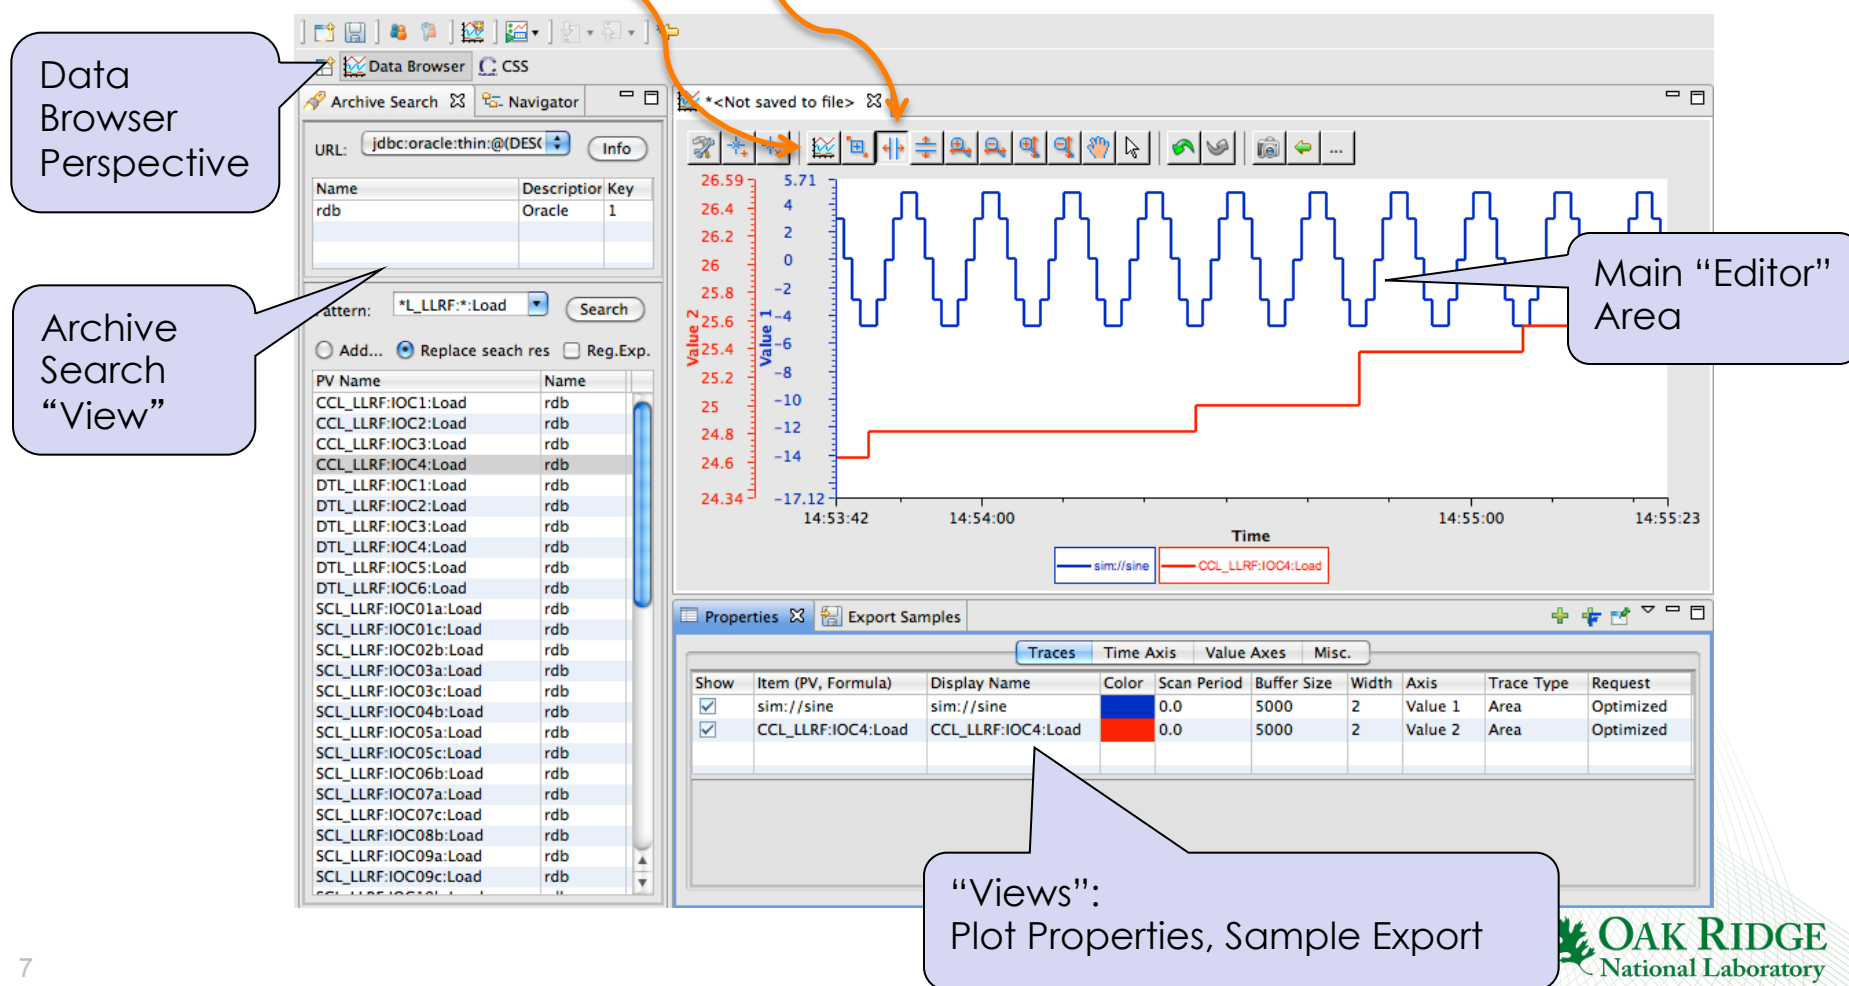 Data
Browser
Perspective
Archive
Search
“View”
Data Browser CSS
Archive Search Navigator
URL: jdbc:oracle:thin:@(DES( Info
Name Descriptior Key
rdb Oracle 1
*L_LLRF:*:Load Search
Add... Replace seach res Reg.Exp.
PV Name Name
CCL_LLRF:IOC1:Load rdb
CCL_LLRF:IOC2:Load rdb
CCL_LLRF:IOC3:Load rdb
CCL_LLRF:IOC4:Load rdb
DTL_LLRF:IOC1:Load rdb
DTL_LLRF:IOC2:Load rdb
DTL_LLRF:IOC3:Load rdb
DTL_LLRF:IOC4:Load rdb
DTL_LLRF:IOC5:Load rdb
DTL_LLRF:IOC6:Load rdb
SCL_LLRF:IOC01a:Load rdb
SCL_LLRF:IOC01c:Load rdb
SCL_LLRF:IOC02b:Load rdb
SCL_LLRF:IOC03a:Load rdb
SCL_LLRF:IOC03c:Load rdb
SCL_LLRF:IOC04b:Load rdb
SCL_LLRF:IOC05a:Load rdb
SCL_LLRF:IOC05c:Load rdb
SCL_LLRF:IOC06b:Load rdb
SCL_LLRF:IOC07a:Load rdb
SCL_LLRF:IOC07c:Load rdb
SCL_LLRF:IOC08b:Load rdb
SCL_LLRF:IOC09a:Load rdb
SCL_LLRF:IOC09c:Load rdb
*<Not saved to file>
...
26.59 5.71
26.4 4
26.2 2
26 0
25.8 -2
25.6 -4
25.4 -6
25.2 -8
25 -10
24.8 -12
24.6 -14
24.34 -17.12
Value 2
Value 1
14:53:42 14:54:00 14:55:00 14:55:23
Time
sim://sine CCL_LLRF:IOC4:Load
Main “Editor”
Area
Properties Export Samples
Traces Time Axis Value Axes Misc.
Show Item (PV, Formula) Display Name Color Scan Period Buffer Size Width Axis Trace Type Request
sim://sine sim://sine 0.0 5000 2 Value 1 Area Optimized
CCL_LLRF:IOC4:Load CCL_LLRF:IOC4:Load 0.0 5000 2 Value 2 Area Optimized
“Views”:
Plot Properties, Sample Export
OAK RIDGE
National Laboratory
7